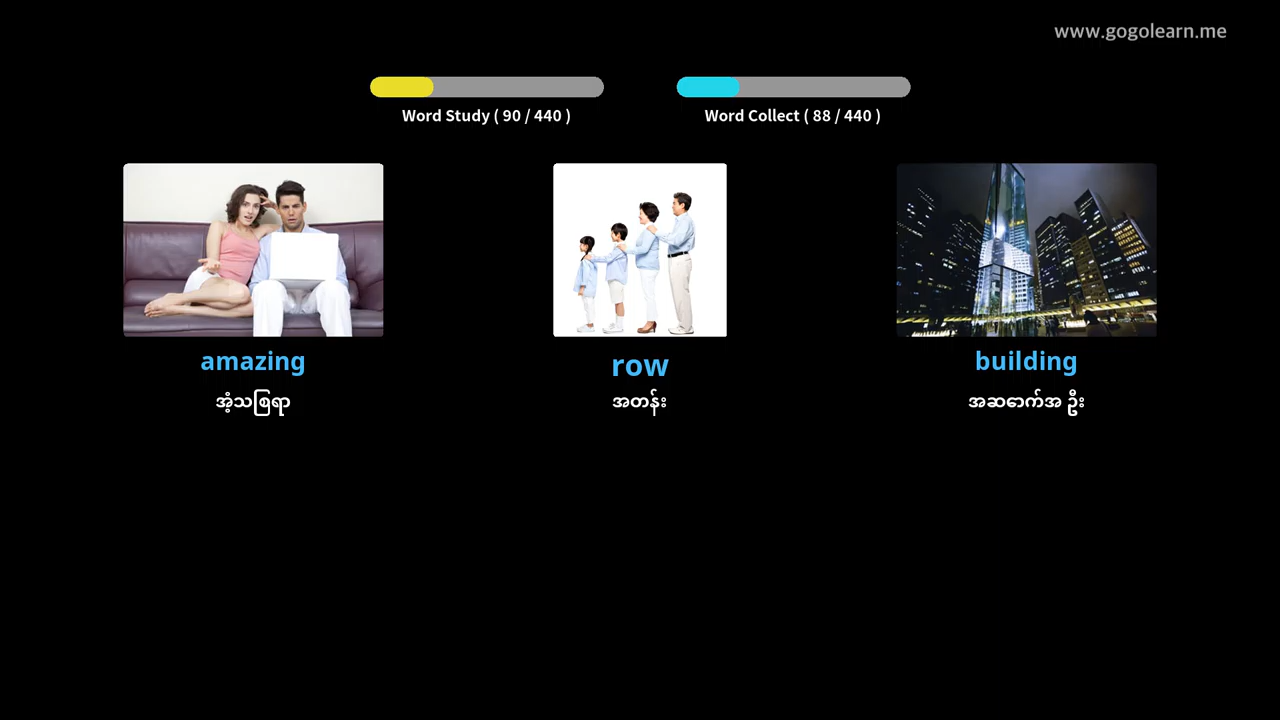 www.gogolearn.me
Word Study ( 90 / 440 )
Word Collect ( 88 / 440 )
amazing
အံ့သစြရာ
row
အတန်း
building
အဆောက်အ ဦး